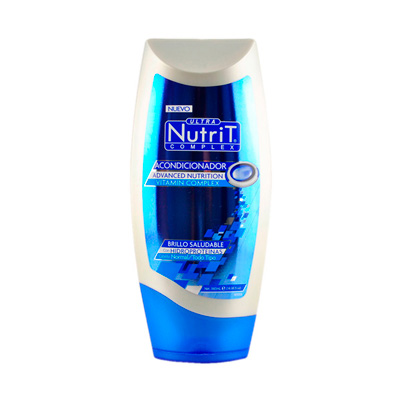 NUEVO
ULTRA
NutriT.
COMPLEX
ACONDICIONADOR
ADVANCED NUTRITION
VITAMIN COMPLEX
BRILLO SALUDABLE
HIDROPROTEINAS
Normal/Todo Tipo